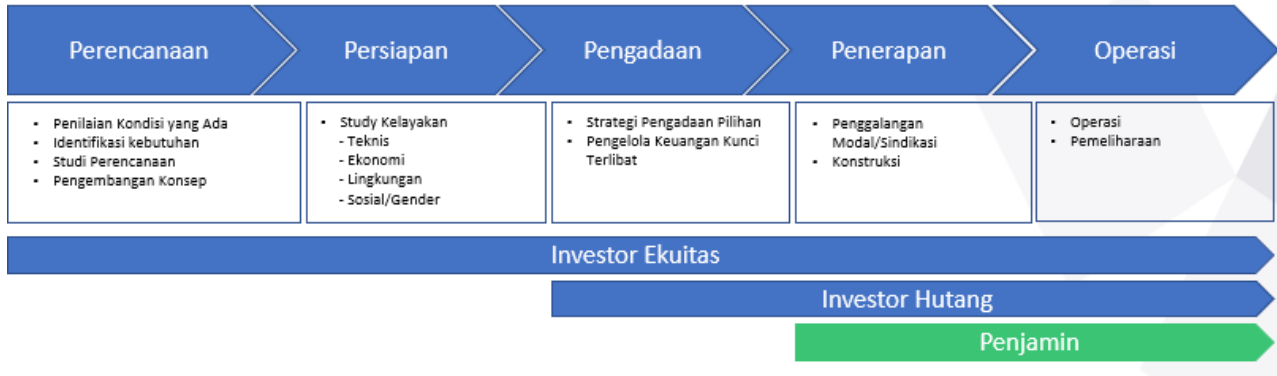 Perencanaan
Persiapan
Pengadaan
Penerapan
Operasi
▪ Penilaian Kondisi yang Ada
▪ Identifikasi kebutuhan
▪ Studi Perencanaan
▪ Pengembangan Konsep
▪ Study Kelayakan
- Teknis
- Ekonomi
- Lingkungan
- Sosial/Gender
▪ Strategi Pengadaan Pilihan
▪ Pengelola Keuangan Kunci
Terlibat
▪ Penggalangan
Modal/Sindikasi
▪ Konstruksi
▪ Operasi
▪ Pemeliharaan
Investor Ekuitas
Investor Hutang
Penjamin